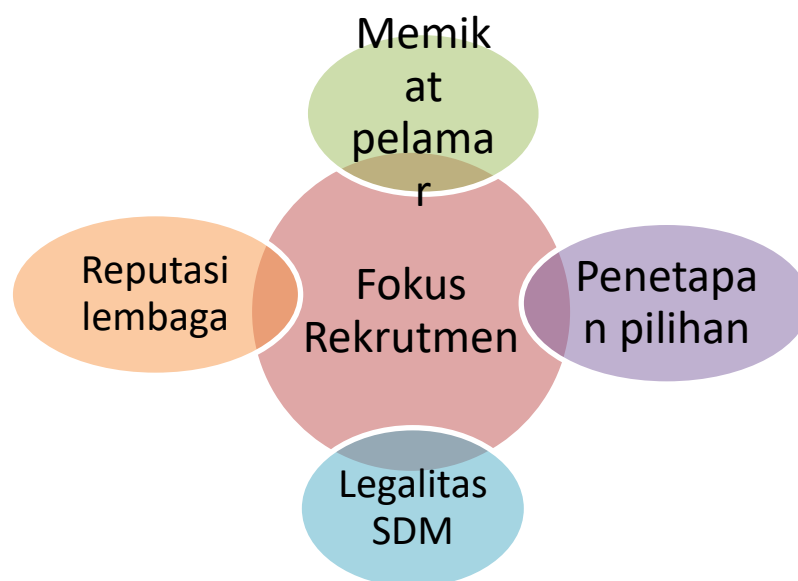 Memik
at
pelama
r
Reputasi
lembaga
Fokus
Rekrutmen
Penetapa
n pilihan
Legalitas
SDM